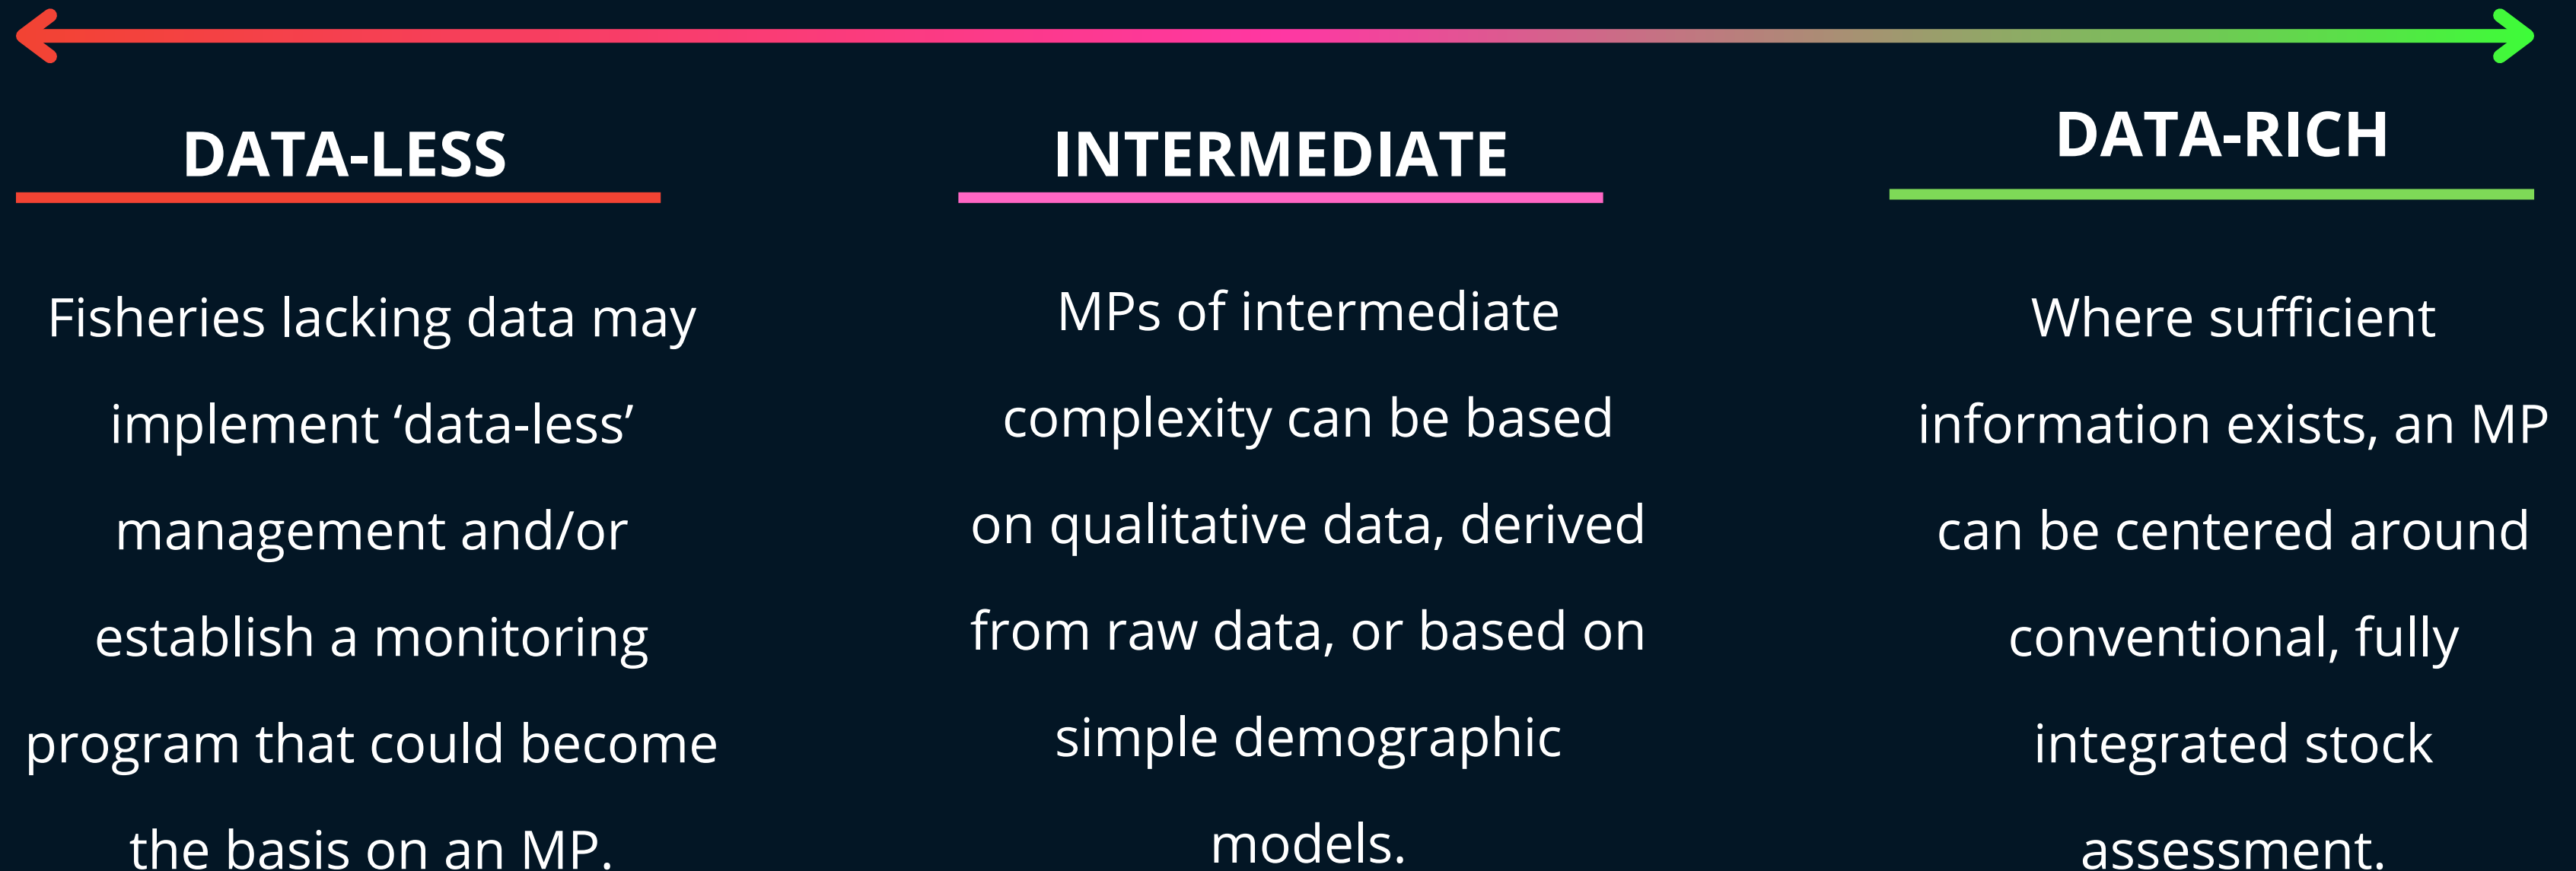 DATA-LESS
Fisheries lacking data may
implement ‘data-less’
management and/or
establish a monitoring
program that could become
the basis on an MP.
INTERMEDIATE
MPs of intermediate
complexity can be based
on qualitative data, derived
from raw data, or based on
simple demographic
models.
DATA-RICH
Where sufficient
information exists, an MP
can be centered around
conventional, fully
integrated stock
assessment.